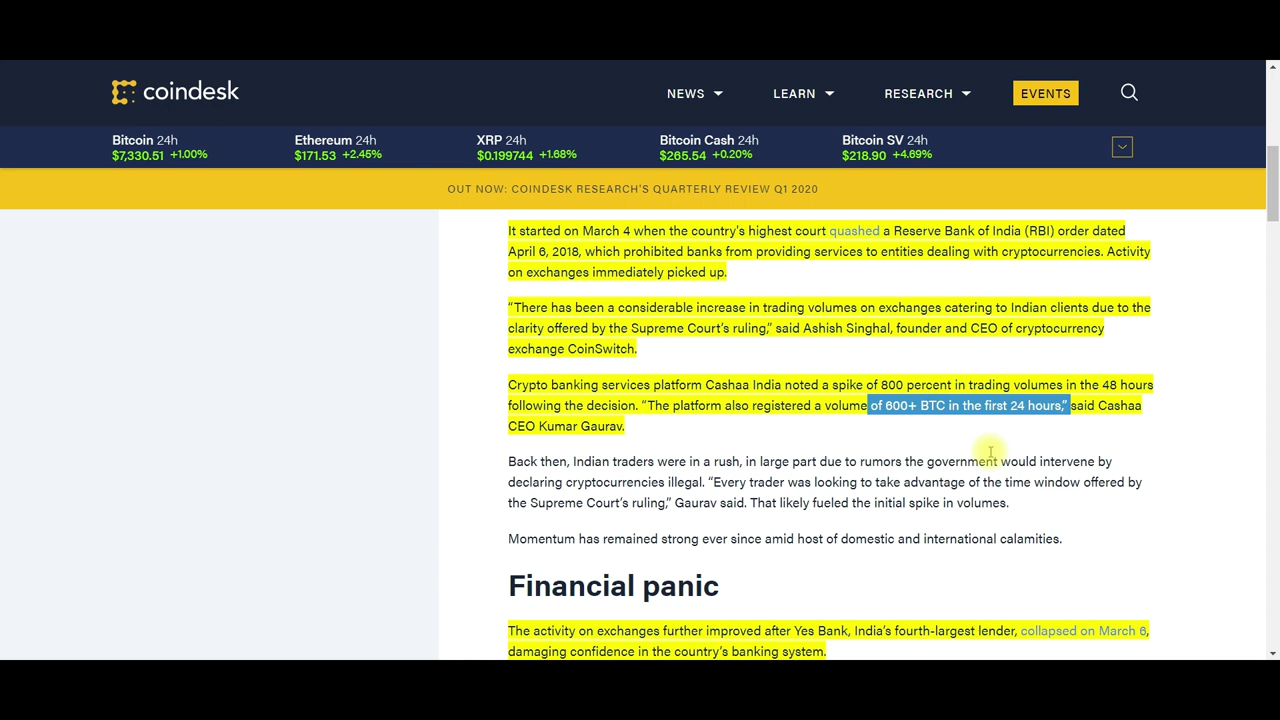 coindesk
NEWS LEARN RESEARCH EVENTS
Bitcoin 24h Ethereum 24h XRP 24h Bitcoin Cash 24h Bitcoin SV 24h
$7,330.51 +1.00% $171.53 +2.45% $0.199744 +1.68% $265.54 +0.20% $218.90 +4.69%
OUT NOW: COINDESK RESEARCH'S QUARTERLY REVIEW Q1 2020
It started on March 4 when the country's highest court quashed a Reserve Bank of India (RBI) order dated
April 6, 2018, which prohibited banks from providing services to entities dealing with cryptocurrencies. Activity
on exchanges immediately picked up.
“There has been a considerable increase in trading volumes on exchanges catering to Indian clients due to the
clarity offered by the Supreme Court’s ruling,” said Ashish Singhal, founder and CEO of cryptocurrency
exchange CoinSwitch.
Crypto banking services platform Cashaa India noted a spike of 800 percent in trading volumes in the 48 hours
following the decision. “The platform also registered a volume of 600+ BTC in the first 24 hours,” said Cashaa
CEO Kumar Gaurav.
Back then, Indian traders were in a rush, in large part due to rumors the government would intervene by
declaring cryptocurrencies illegal. “Every trader was looking to take advantage of the time window offered by
the Supreme Court’s ruling,” Gaurav said. That likely fueled the initial spike in volumes.
Momentum has remained strong ever since amid host of domestic and international calamities.
Financial panic
The activity on exchanges further improved after Yes Bank, India’s fourth-largest lender, collapsed on March 6,
damaging confidence in the country’s banking system.